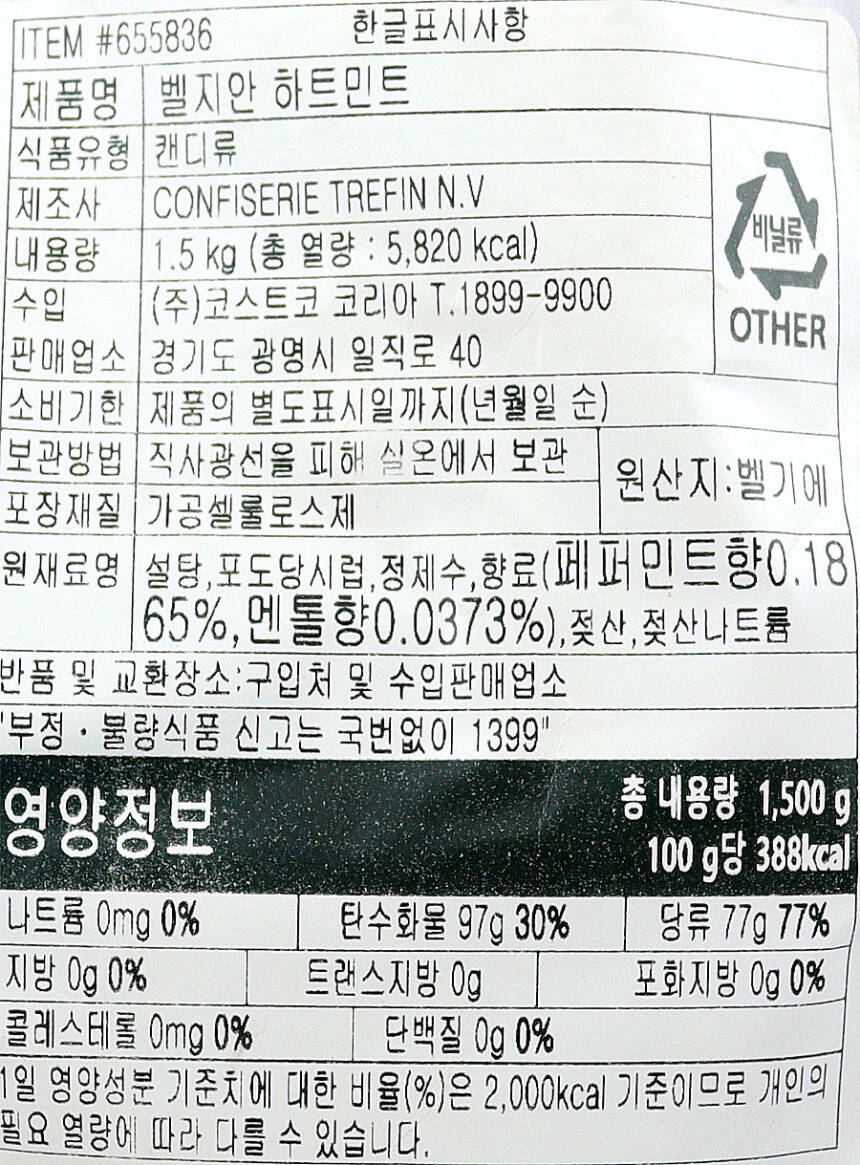 ITEM #655836 한글표시사항
제품명 벨지안 하트민트
식품유형 캔디류
제조사 CONFISERIE TREFIN N.V
내용량 1.5 kg (총 열량 : 5,820 kcal)
비닐류
OTHER
수입 (주)코스트코 코리아 T.1899-9900
판매업소 경기도 광명시 일직로 40
소비기한 제품의 별도표시일까지(년월일 순)
보관방법 직사광선을 피해 실온에서 보관
원산지:벨기에
포장재질 가공셀룰로스제
원재료명 설탕,포도당시럽,정제수,향료(페퍼민트향0.18
65%,멘톨향0.0373%),젖산,젖산나트륨
반품 및 교환장소:구입처 및 수입판매업소
"부정·불량식품 신고는 국번없이 1399"
영양정보 총 내용량 1,500 g
100 g당 388kcal
나트륨 0mg 0% 탄수화물 97g 30% 당류 77g 77%
지방 0g 0% 트랜스지방 0g 포화지방 0g 0%
콜레스테롤 0mg 0% 단백질 0g 0%
1일 영양성분 기준치에 대한 비율(%)은 2,000kcal 기준이므로 개인의
필요 열량에 따라 다를 수 있습니다.